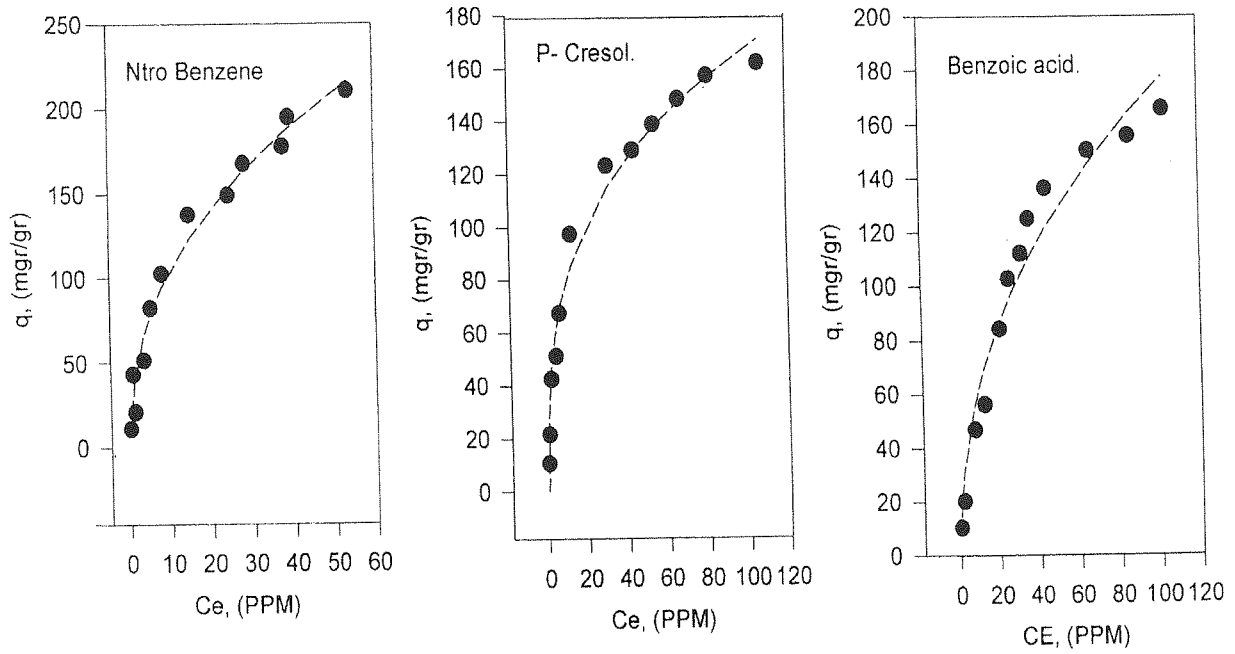 250
200
150
100
50
0
q, (mgr/gr)
Ntro Benzene
0 10 20 30 40 50 60
Ce, (PPM)
180
160
140
120
100
80
60
40
20
0
q, (mgr/gr)
P- Cresol.
0 20 40 60 80 100 120
Ce, (PPM)
200
180
160
140
120
100
80
60
40
20
0
q, (mgr/gr)
Benzoic acid.
0 20 40 60 80 100 120
CE, (PPM)